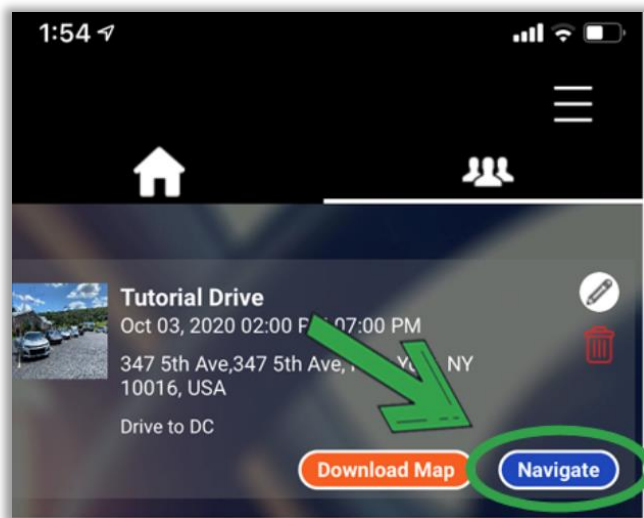 1:54
Tutorial Drive
Oct 03, 2020 02:00 07:00 PM
347 5th Ave,347 5th Ave, NY
10016, USA
Drive to DC
Download Map
Navigate